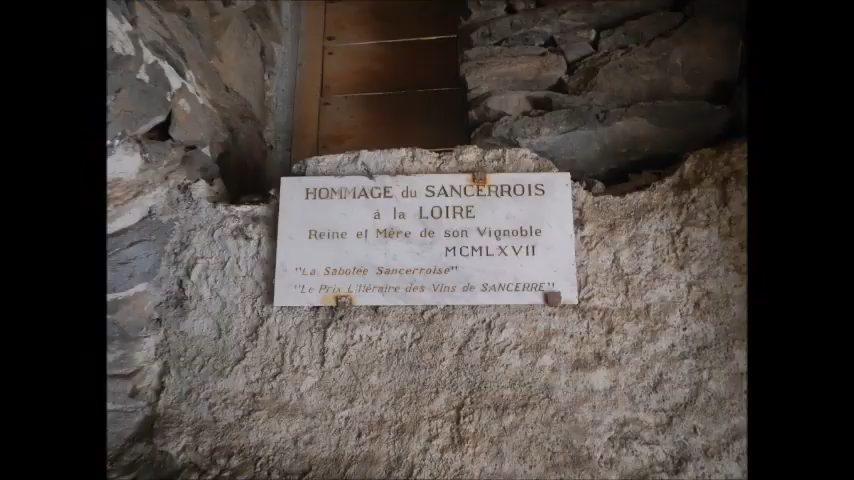 HOMMAGE du SANCERROIS
á la LOIRE
Reine et Mère de son Vignoble
MCMLXVII
"La Sabotée Sancerroise"
"Le Prix Littéraire des Vins de SANCERRE"